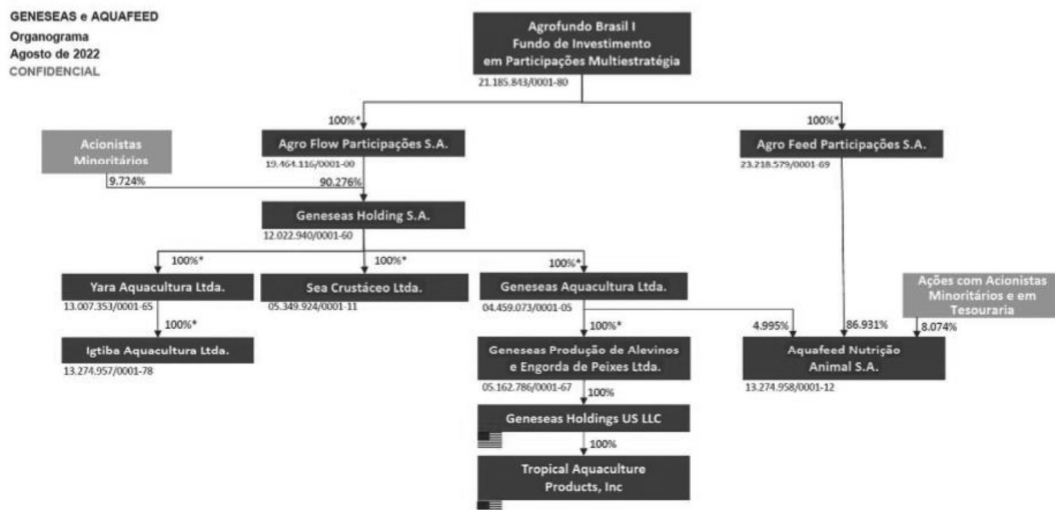 GENESEAS e AQUAFEED
Organograma
Agosto de 2022
CONFIDENCIAL
Agrofundo Brasil I
Fundo de Investimento
em Participações Multiestratégia
21.185.843/0001-80
100%*
100%*
Acionistas
Minoritários
Agro Flow Participações S.A.
Agro Feed Participações S.A.
19.464.116/0001-00
23.218.579/0001-69
9.724%
90.276%
Geneseas Holding S.A.
12.022.940/0001-60
100%*
100%*
100%*
Yara Aquacultura Ltda.
Sea Crustáceo Ltda.
Geneseas Aquacultura Ltda.
Ações com Acionistas
Minoritários e em
Tesouraria
13.007.353/0001-65
05.349.924/0001-11
04.459.073/0001-05
100%*
100%*
4.995%
86.931%
8.074%
Igtiba Aquacultura Ltda.
13.274.957/0001-78
Geneseas Produção de Alevinos
e Engorda de Peixes Ltda.
Aquafeed Nutrição
Animal S.A.
05.162.786/0001-67
13.274.958/0001-12
100%
Geneseas Holdings US LLC
100%
Tropical Aquaculture
Products, Inc